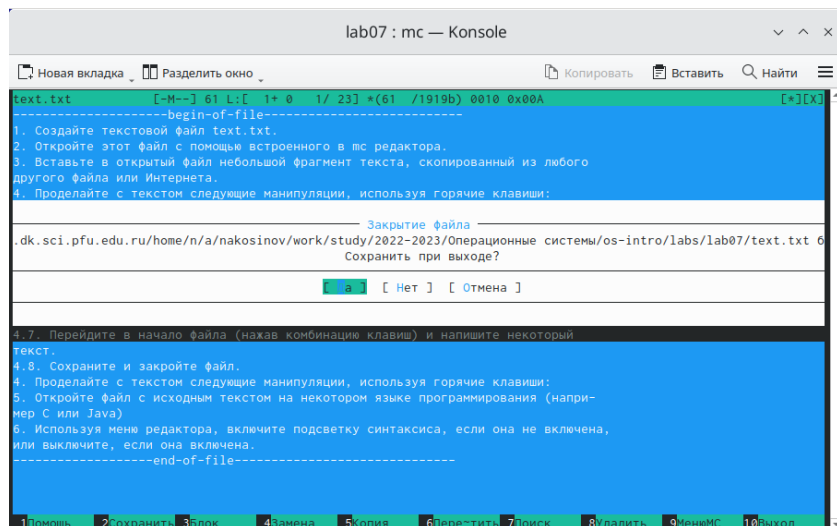 lab07 : mc — Konsole
Новая вкладка Разделить окно Копировать Вставить Найти
text.txt [-M--] 61 L:[ 1+ 0 1/ 23] *(61 /1919b) 0010 0x00A [*][X]
---------------------begin-of-file---------------------------
1. Создайте текстовой файл text.txt.
2. Откройте этот файл с помощью встроенного в mc редактора.
3. Вставьте в открытый файл небольшой фрагмент текста, скопированный из любого
другого файла или Интернета.
4. Проделайте с текстом следующие манипуляции, используя горячие клавиши:
Закрытие файла
.dk.sci.pfu.edu.ru/home/n/a/nakosinov/work/study/2022-2023/Операционные системы/os-intro/labs/lab07/text.txt б
Сохранить при выходе?
[ Да ] [ Нет ] [ Отмена ]
4.7. Перейдите в начало файла (нажав комбинацию клавиш) и напишите некоторый
текст.
4.8. Сохраните и закройте файл.
4. Проделайте с текстом следующие манипуляции, используя горячие клавиши:
5. Откройте файл с исходным текстом на некотором языке программирования (напри-
мер C или Java)
6. Используя меню редактора, включите подсветку синтаксиса, если она не включена,
или выключите, если она включена.
-------------------end-of-file-------------------------------
1Помощь 2Сохранить 3Блок 4Замена 5Копия 6Пере~тить 7Поиск 8Удалить 9МенюMC 10Выход